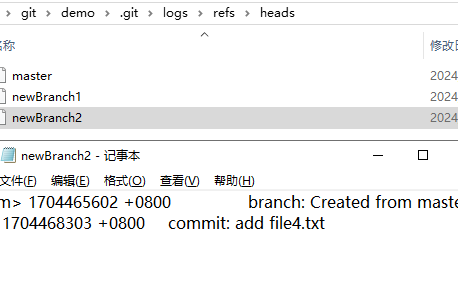 git > demo > .git > logs > refs > heads
名称
修改日
master
2024
newBranch1
2024
newBranch2
2024
newBranch2 - 记事本
文件(F) 编辑(E) 格式(O) 查看(V) 帮助(H)
m> 1704465602 +0800 branch: Created from maste
1704468303 +0800 commit: add file4.txt